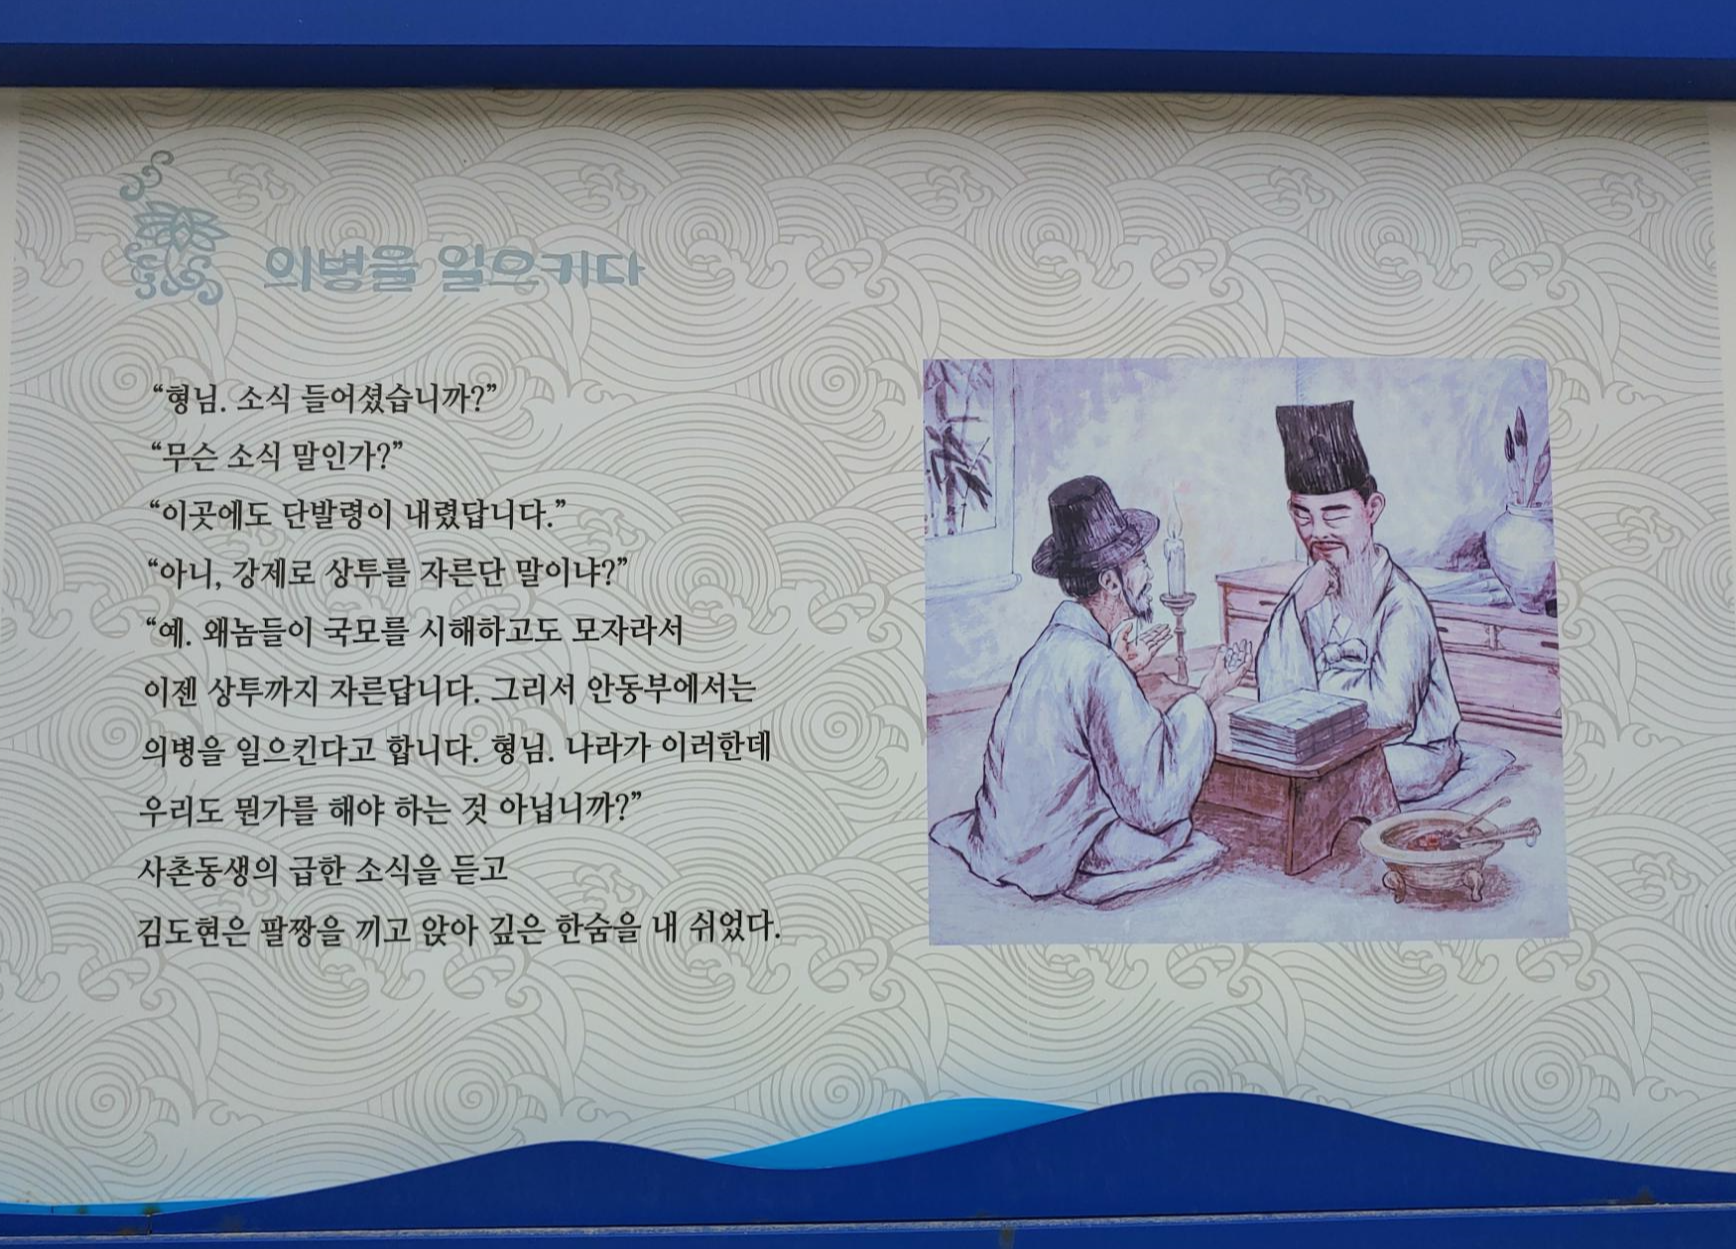 의병을 일으키다
“형님. 소식 들어셨습니까?”
“무슨 소식 말인가?”
“이곳에도 단발령이 내렸답니다.”
“아니, 강제로 상투를 자른단 말이냐?”
“예. 왜놈들이 국모를 시해하고도 모자라서
이젠 상투까지 자른답니다. 그리서 안동부에서는
의병을 일으킨다고 합니다. 형님. 나라가 이러한데
우리도 뭔가를 해야 하는 것 아닙니까?”
사촌동생의 급한 소식을 듣고
김도현은 팔짱을 끼고 앉아 깊은 한숨을 내 쉬었다.